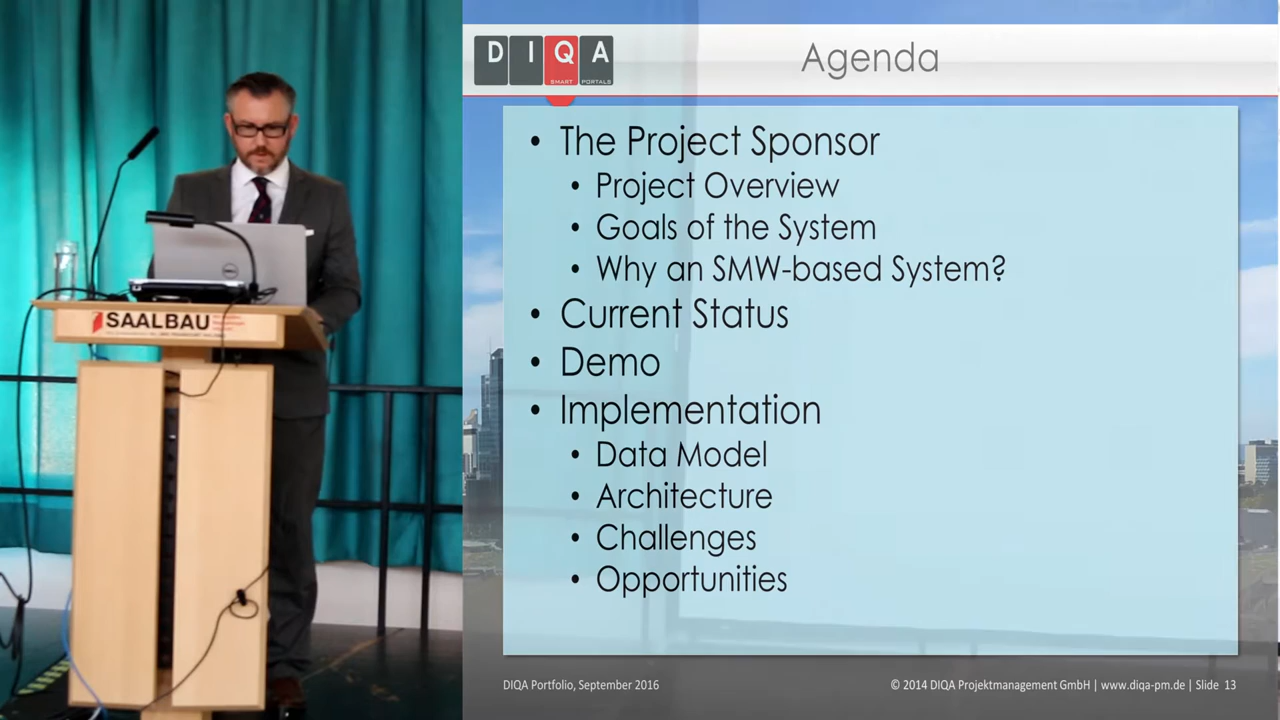 DIQA
SMART PORTALS
Agenda
• The Project Sponsor
• Project Overview
• Goals of the System
• Why an SMW-based System?
• Current Status
• Demo
• Implementation
• Data Model
• Architecture
• Challenges
• Opportunities
DIQA Portfolio, September 2016
© 2014 DIQA Projektmanagement GmbH | www.diqa-pm.de | Slide 13
DELL
SAALBAU